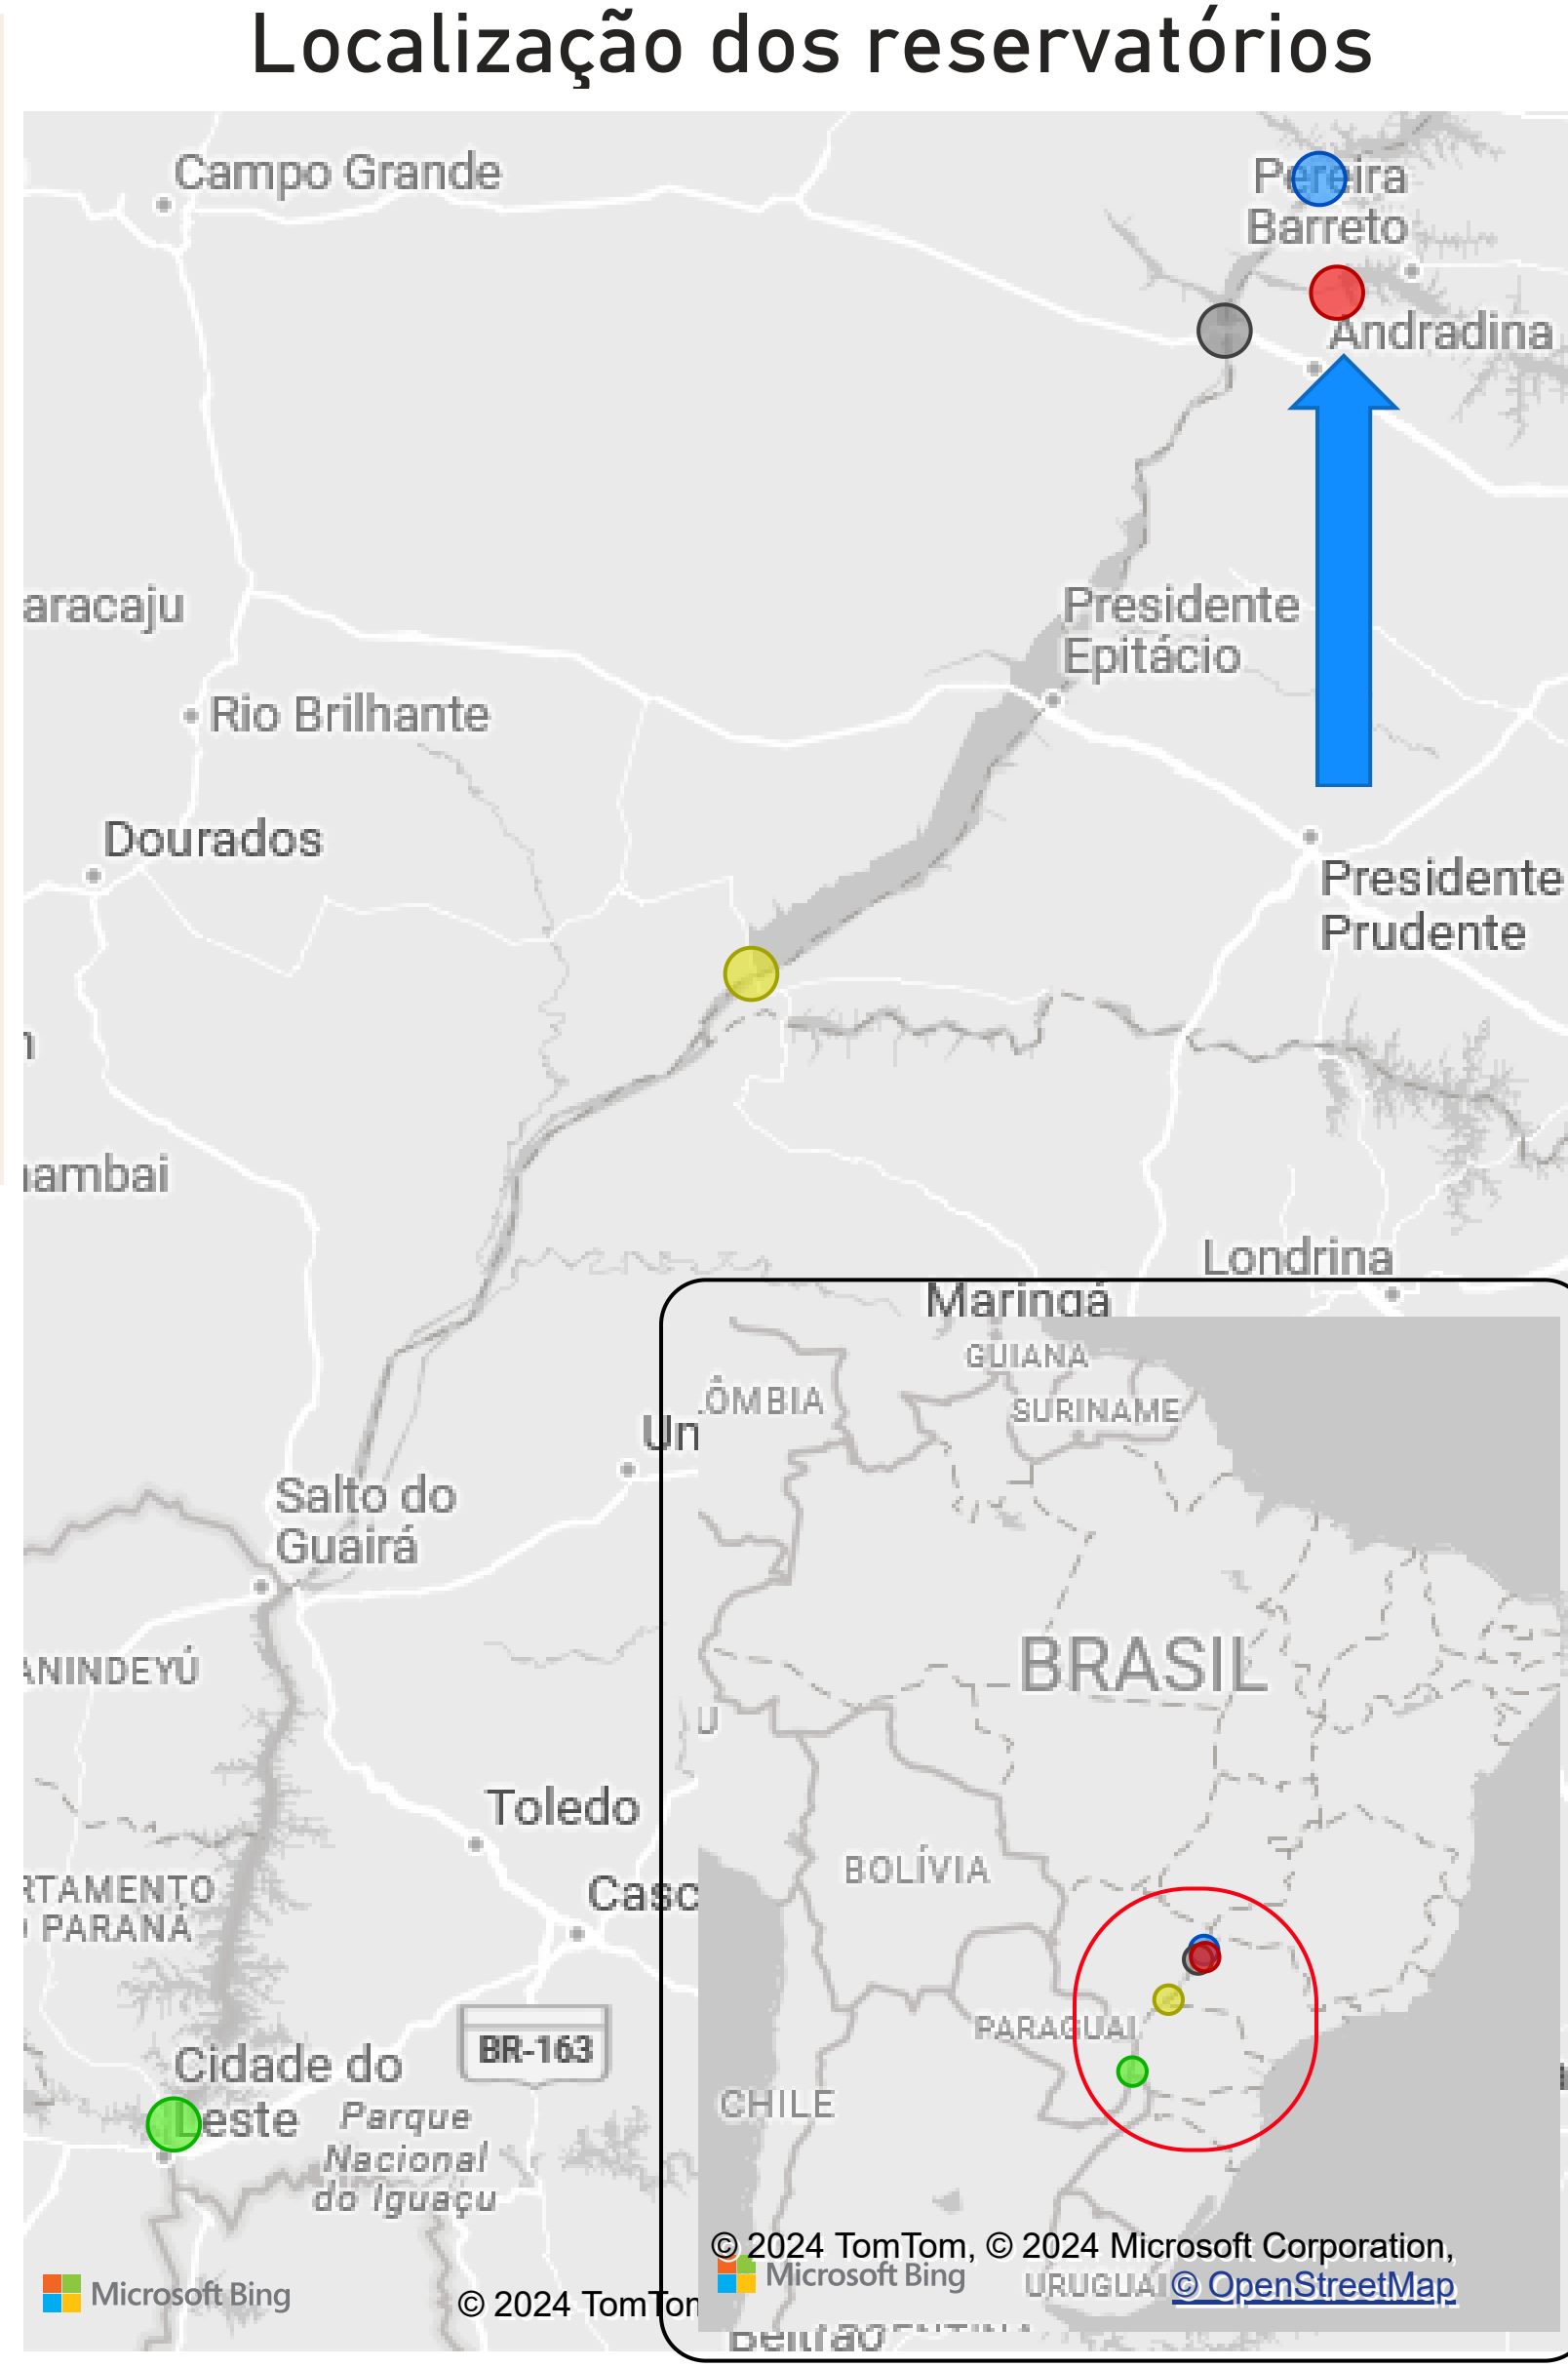 Localização dos reservatórios
Campo Grande
Pereira
Barreto
Andradina
aracaju
Presidente
Epitácio
Rio Brilhante
Dourados
Presidente
Prudente
ambai
Londrina
Maringá
GUIANA
ÔMBIA
SURINAME
Un
Salto do
Guairá
BRASIL
ANINDEYÚ
U
Toledo
BOLÍVIA
RTAMENTO
Casc
PARANÁ
PARAGUAI
BR-163
Cidade do
Leste
CHILE
Parque
Nacional
do Iguaçu
© 2024 TomTom, © 2024 Microsoft Corporation,
Microsoft Bing
URUGUAI
© OpenStreetMap
Microsoft Bing
© 2024 TomTom
Beltrão